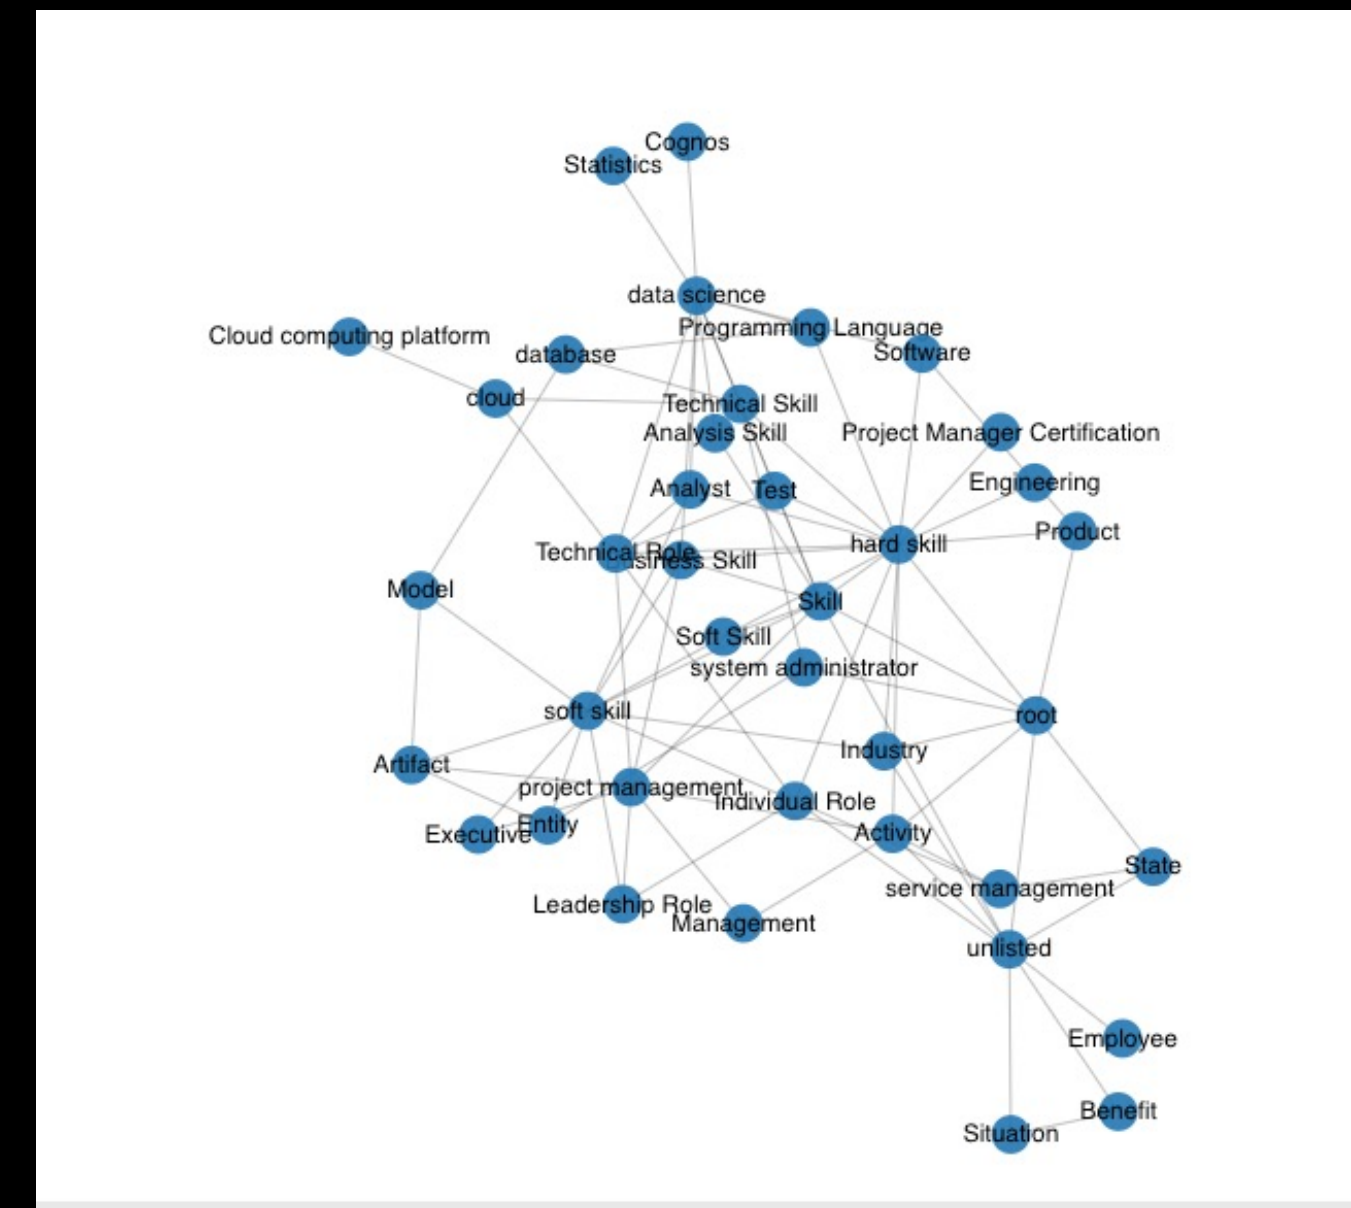 Cognos
Statistics
data science
Programming Language
Cloud computing platform
database
Software
cloud
Technical Skill
Analysis Skill
Project Manager Certification
Engineering
Analyst
Test
Product
hard skill
Technical Role
Business Skill
Model
Skill
Soft Skill
system administrator
soft skill
root
Industry
Artifact
project management
Individual Role
Entity
Executive
Activity
State
service management
Leadership Role
Management
unlisted
Employee
Benefit
Situation